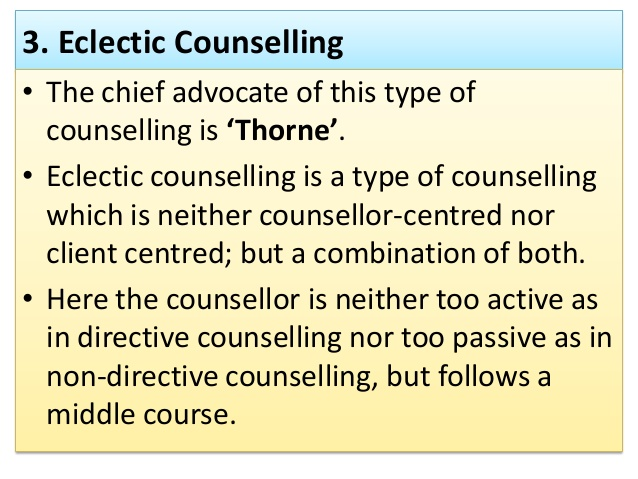 3. Eclectic Counselling
• The chief advocate of this type of
counselling is ‘Thorne’.
• Eclectic counselling is a type of counselling
which is neither counsellor-centred nor
client centred; but a combination of both.
• Here the counsellor is neither too active as
in directive counselling nor too passive as in
non-directive counselling, but follows a
middle course.